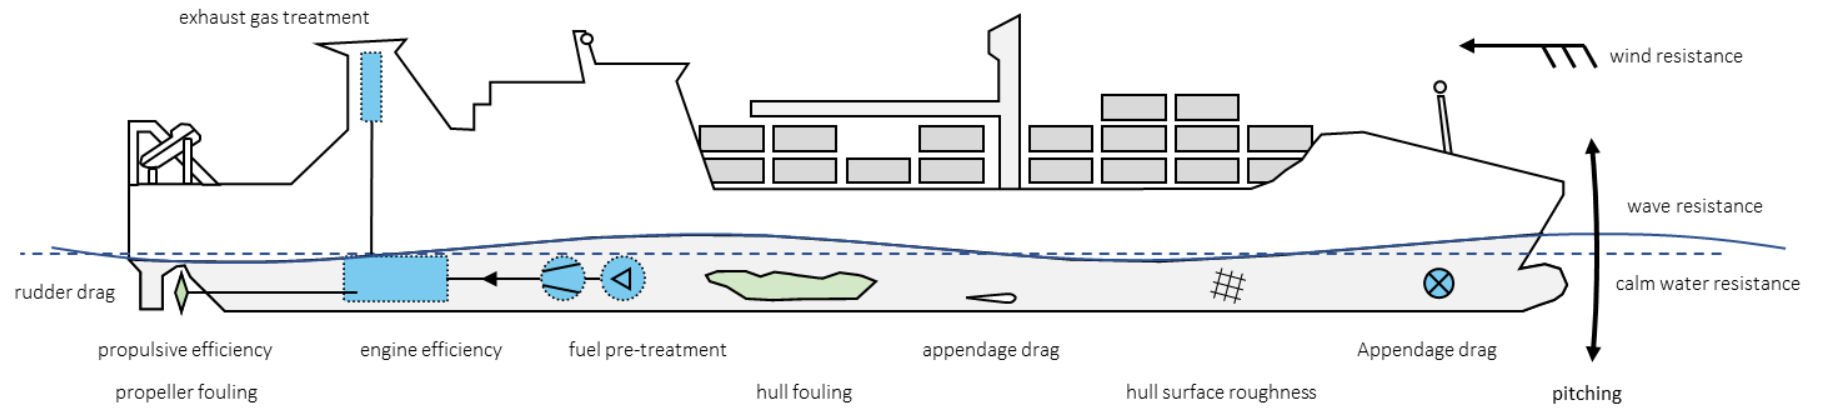 exhaust gas treatment
wind resistance
wave resistance
calm water resistance
rudder drag
propulsive efficiency
engine efficiency
fuel pre-treatment
appendage drag
Appendage drag
propeller fouling
hull fouling
hull surface roughness
pitching